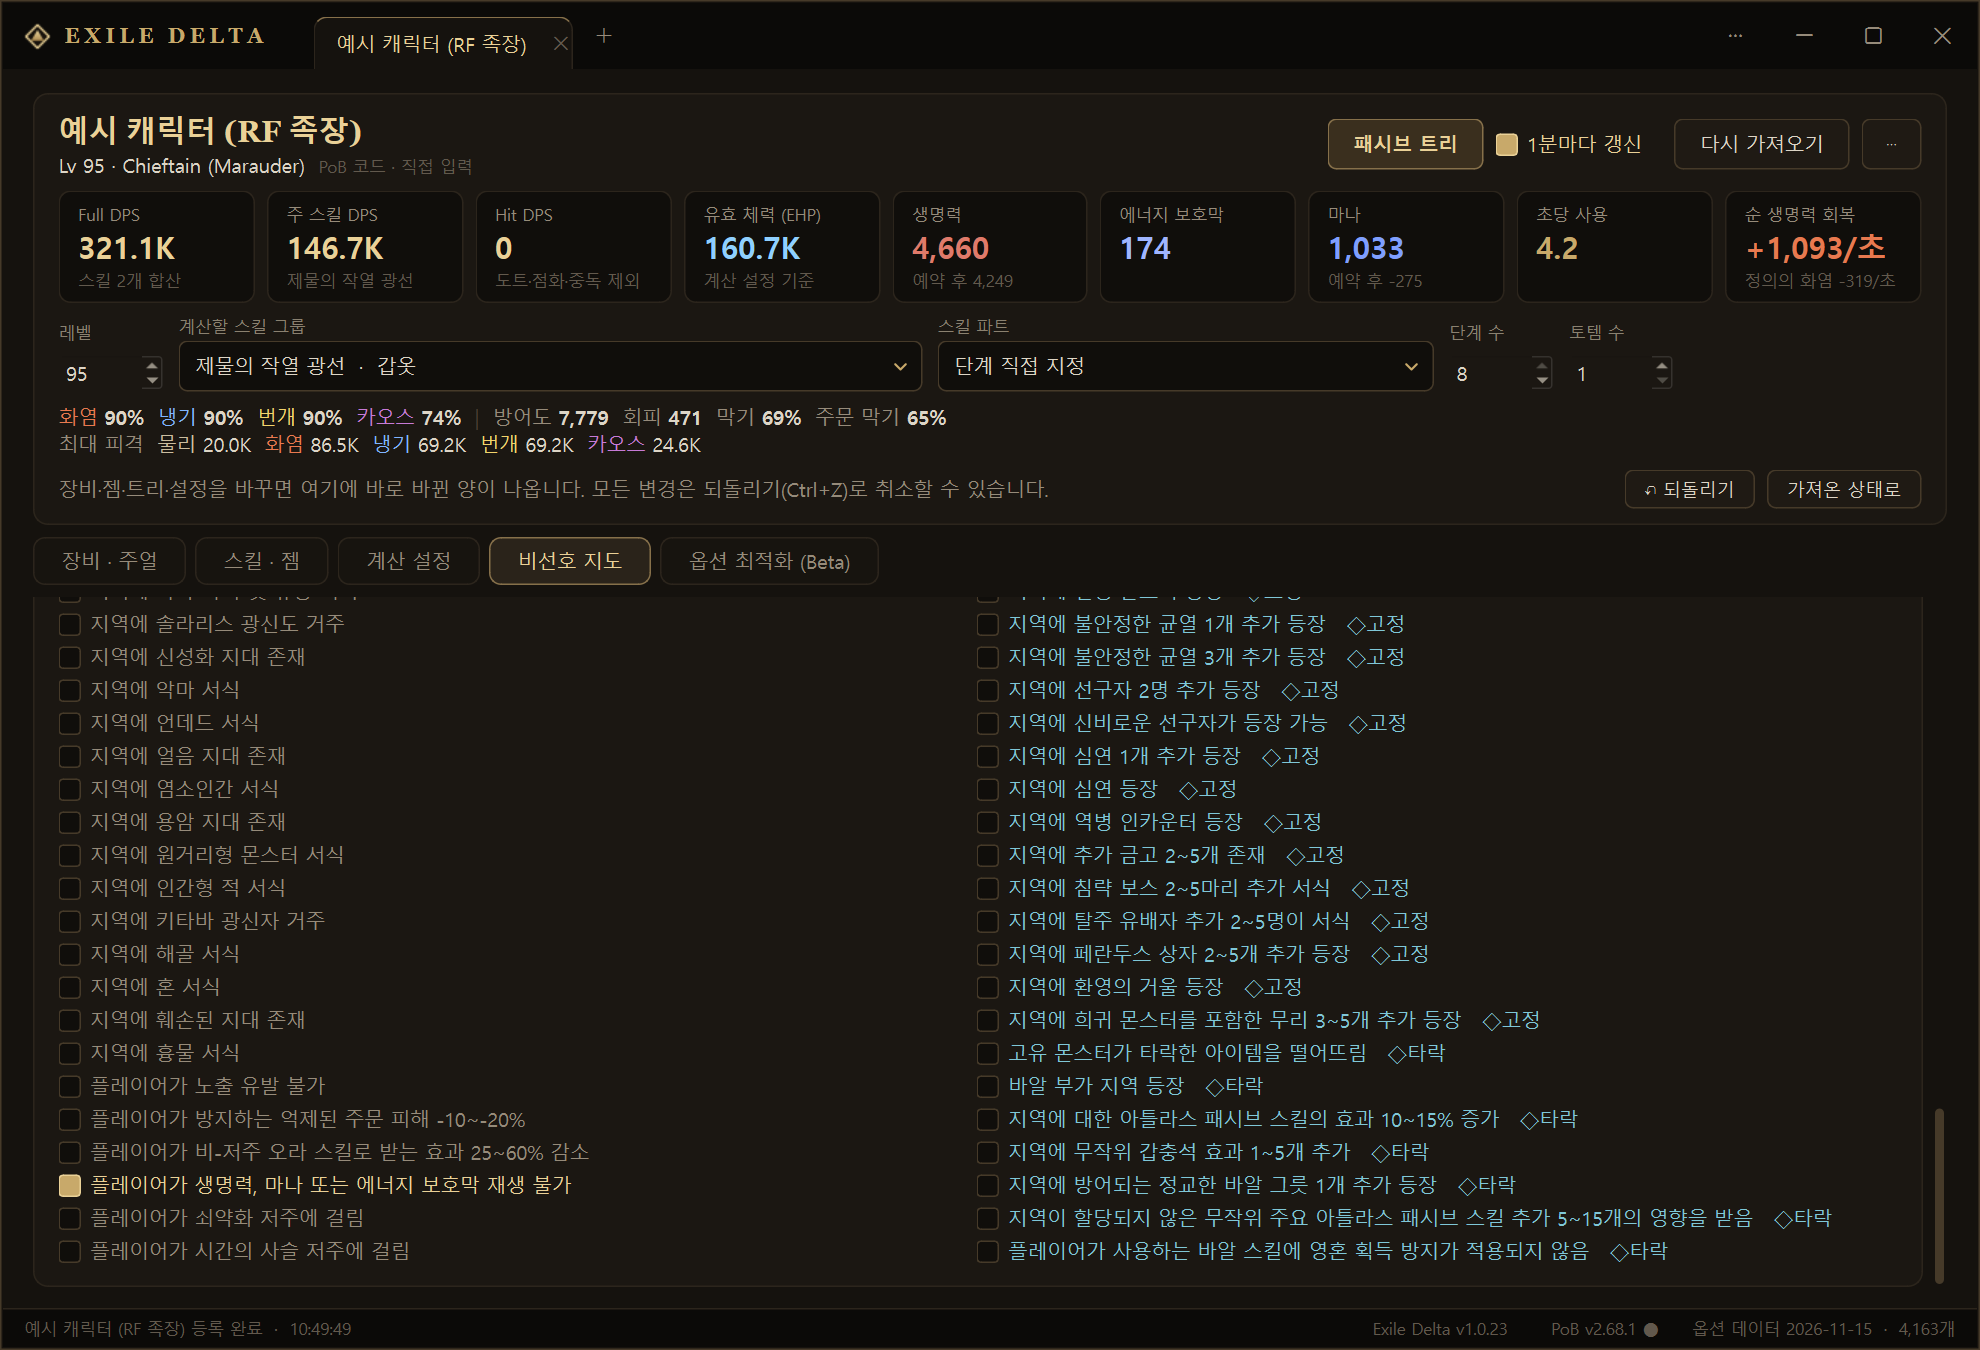 EXILE DELTA
예시 캐릭터 (RF 족장)
예시 캐릭터 (RF 족장)
Lv 95 · Chieftain (Marauder) PoB 코드 · 직접 입력
패시브 트리
1분마다 갱신
다시 가져오기
Full DPS
321.1K
스킬 2개 합산
주 스킬 DPS
146.7K
제물의 작열 광선
Hit DPS
0
도트·점화·중독 제외
유효 체력 (EHP)
160.7K
계산 설정 기준
생명력
4,660
예약 후 4,249
에너지 보호막
174
마나
1,033
예약 후 -275
초당 사용
4.2
순 생명력 회복
+1,093/초
정의의 화염 -319/초
레벨
95
계산할 스킬 그룹
제물의 작열 광선 · 갑옷
스킬 파트
단계 직접 지정
단계 수
8
토템 수
1
화염 90% 냉기 90% 번개 90% 카오스 74% | 방어도 7,779 회피 471 막기 69% 주문 막기 65%
최대 피격 물리 20.0K 화염 86.5K 냉기 69.2K 번개 69.2K 카오스 24.6K
장비·젬·트리·설정을 바꾸면 여기에 바로 바뀐 양이 나옵니다. 모든 변경은 되돌리기(Ctrl+Z)로 취소할 수 있습니다.
되돌리기
가져온 상태로
장비 · 주얼
스킬 · 젬
계산 설정
비선호 지도
옵션 최적화 (Beta)
지역에 솔라리스 광신도 거주
지역에 신성화 지대 존재
지역에 악마 서식
지역에 언데드 서식
지역에 얼음 지대 존재
지역에 염소인간 서식
지역에 용암 지대 존재
지역에 원거리형 몬스터 서식
지역에 인간형 적 서식
지역에 키타바 광신자 거주
지역에 해골 서식
지역에 혼 서식
지역에 훼손된 지대 존재
지역에 흉물 서식
플레이어가 노출 유발 불가
플레이어가 방지하는 억제된 주문 피해 -10~-20%
플레이어가 비-저주 오라 스킬로 받는 효과 25~60% 감소
플레이어가 생명력, 마나 또는 에너지 보호막 재생 불가
플레이어가 쇠약화 저주에 걸림
플레이어가 시간의 사슬 저주에 걸림
지역에 불안정한 균열 1개 추가 등장 ◇고정
지역에 불안정한 균열 3개 추가 등장 ◇고정
지역에 선구자 2명 추가 등장 ◇고정
지역에 신비로운 선구자가 등장 가능 ◇고정
지역에 심연 1개 추가 등장 ◇고정
지역에 심연 등장 ◇고정
지역에 역병 인카운터 등장 ◇고정
지역에 추가 금고 2~5개 존재 ◇고정
지역에 침략 보스 2~5마리 추가 서식 ◇고정
지역에 탈주 유배자 추가 2~5명이 서식 ◇고정
지역에 페란두스 상자 2~5개 추가 등장 ◇고정
지역에 환영의 거울 등장 ◇고정
지역에 희귀 몬스터를 포함한 무리 3~5개 추가 등장 ◇고정
고유 몬스터가 타락한 아이템을 떨어뜨림 ◇타락
바알 부가 지역 등장 ◇타락
지역에 대한 아틀라스 패시브 스킬의 효과 10~15% 증가 ◇타락
지역에 무작위 갑충석 효과 1~5개 추가 ◇타락
지역에 방어되는 정교한 바알 그릇 1개 추가 등장 ◇타락
지역이 할당되지 않은 무작위 주요 아틀라스 패시브 스킬 추가 5~15개의 영향을 받음 ◇타락
플레이어가 사용하는 바알 스킬에 영혼 획득 방지가 적용되지 않음 ◇타락
예시 캐릭터 (RF 족장) 등록 완료 · 10:49:49
Exile Delta v1.0.23
PoB v2.68.1
옵션 데이터 2026-11-15 · 4,163개